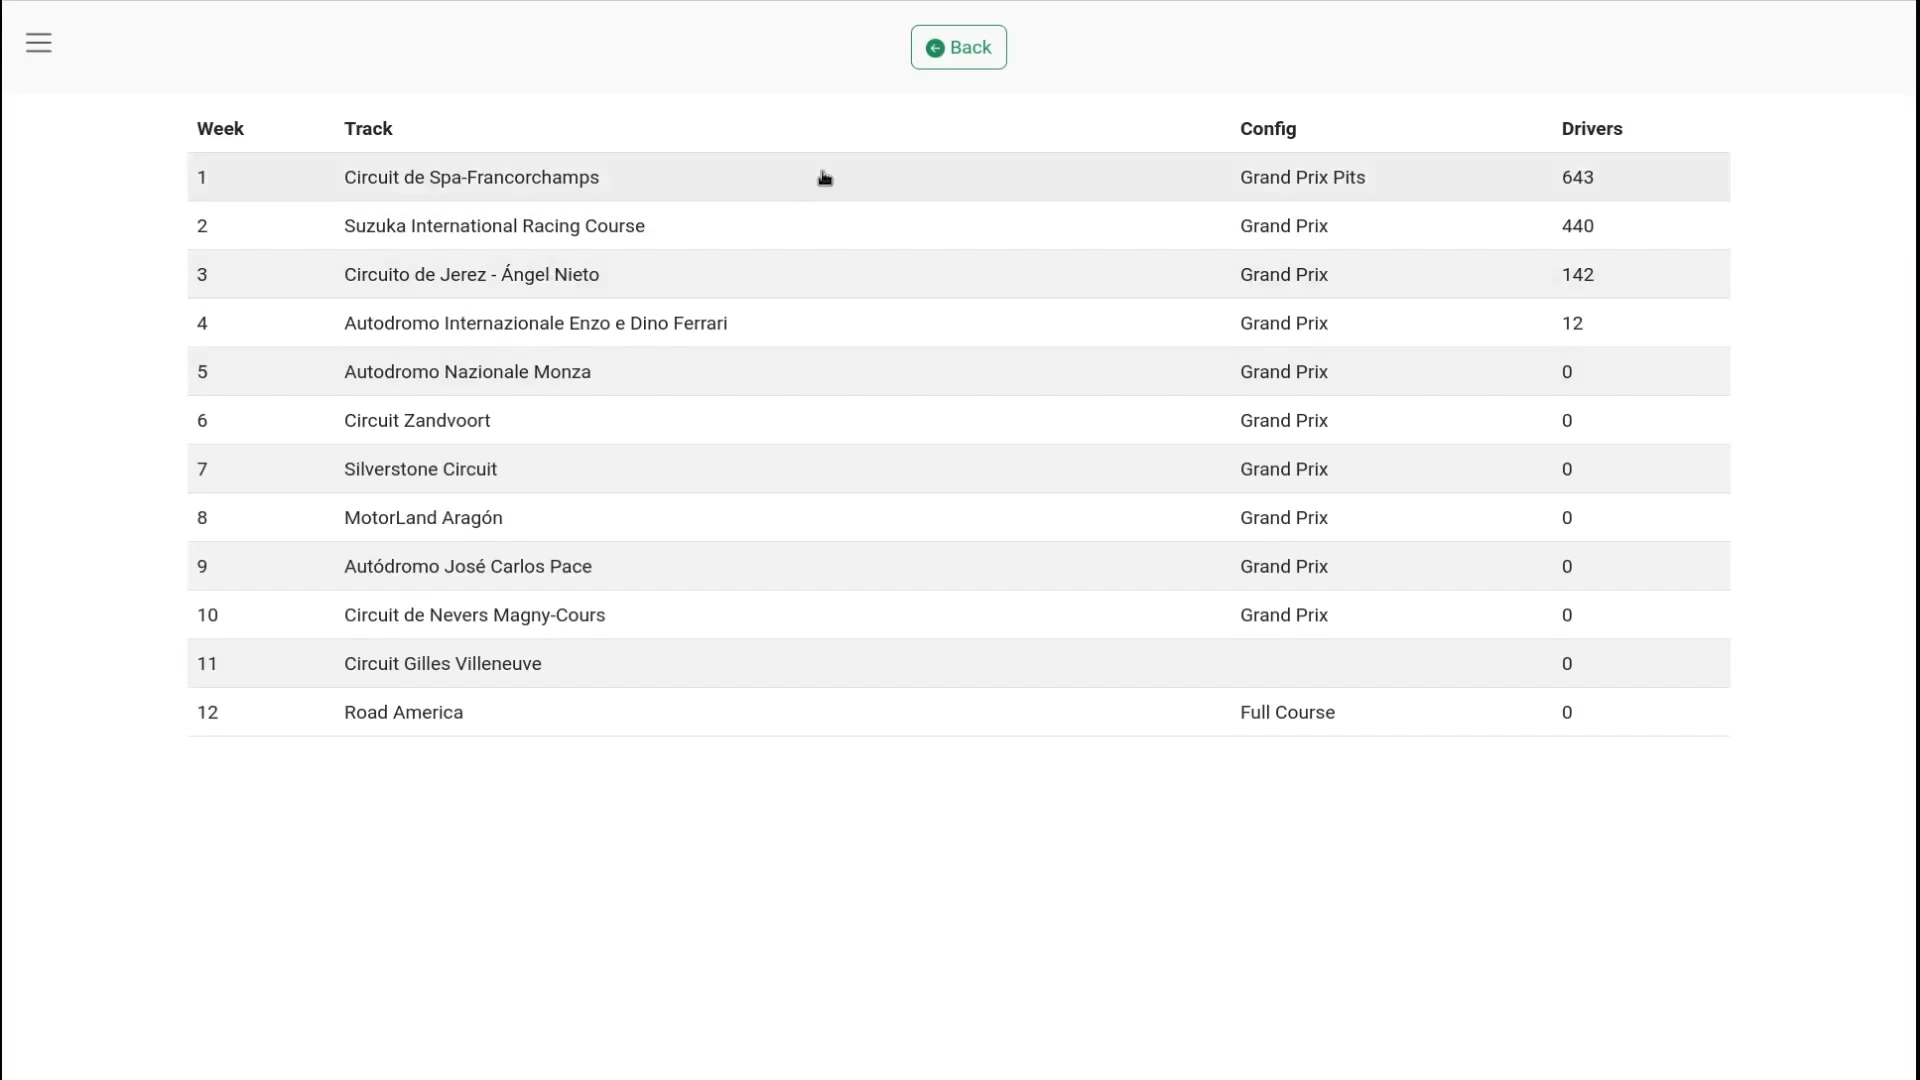 Back
Week Track Config Drivers
1 Circuit de Spa-Francorchamps Grand Prix Pits 643
2 Suzuka International Racing Course Grand Prix 440
3 Circuito de Jerez - Ángel Nieto Grand Prix 142
4 Autodromo Internazionale Enzo e Dino Ferrari Grand Prix 12
5 Autodromo Nazionale Monza Grand Prix 0
6 Circuit Zandvoort Grand Prix 0
7 Silverstone Circuit Grand Prix 0
8 MotorLand Aragón Grand Prix 0
9 Autódromo José Carlos Pace Grand Prix 0
10 Circuit de Nevers Magny-Cours Grand Prix 0
11 Circuit Gilles Villeneuve 0
12 Road America Full Course 0